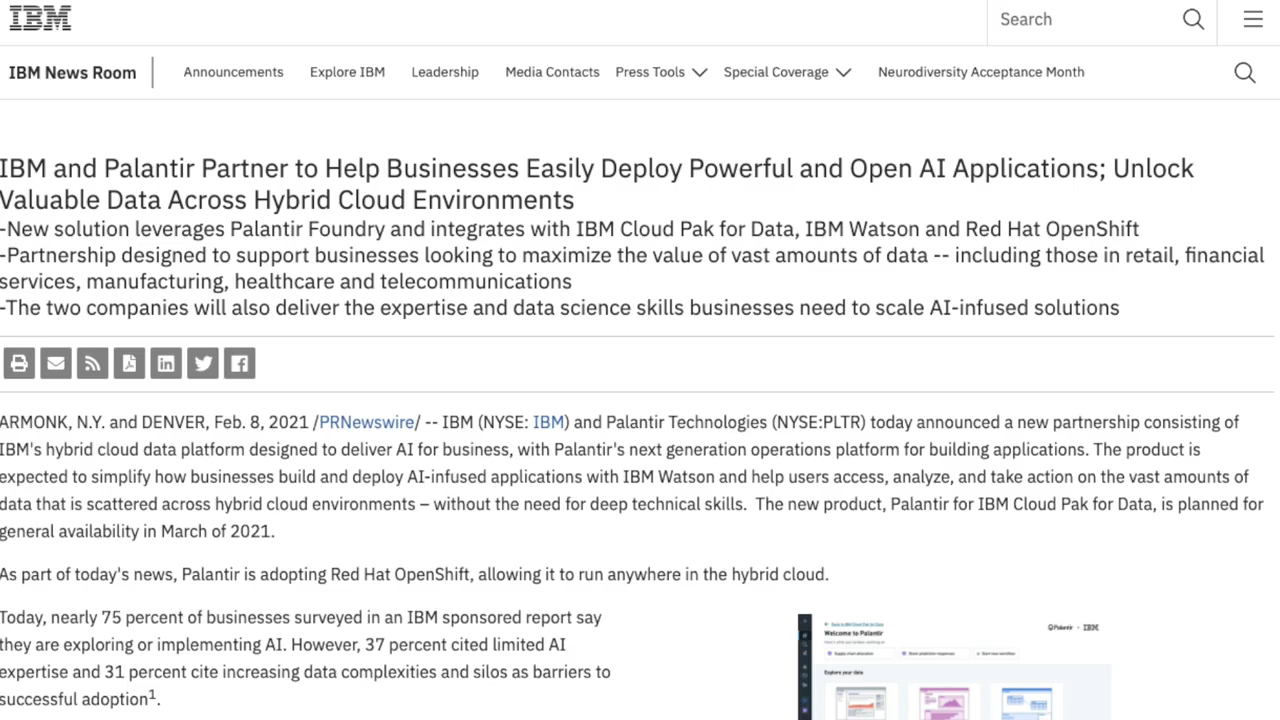 IBM
Search
IBM News Room
Announcements Explore IBM Leadership Media Contacts Press Tools Special Coverage Neurodiversity Acceptance Month
IBM and Palantir Partner to Help Businesses Easily Deploy Powerful and Open AI Applications; Unlock
Valuable Data Across Hybrid Cloud Environments
-New solution leverages Palantir Foundry and integrates with IBM Cloud Pak for Data, IBM Watson and Red Hat OpenShift
-Partnership designed to support businesses looking to maximize the value of vast amounts of data -- including those in retail, financial
services, manufacturing, healthcare and telecommunications
-The two companies will also deliver the expertise and data science skills businesses need to scale AI-infused solutions
ARMONK, N.Y. and DENVER, Feb. 8, 2021 /PRNewswire/ -- IBM (NYSE: IBM) and Palantir Technologies (NYSE:PLTR) today announced a new partnership consisting of
IBM's hybrid cloud data platform designed to deliver AI for business, with Palantir's next generation operations platform for building applications. The product is
expected to simplify how businesses build and deploy AI-infused applications with IBM Watson and help users access, analyze, and take action on the vast amounts of
data that is scattered across hybrid cloud environments – without the need for deep technical skills.  The new product, Palantir for IBM Cloud Pak for Data, is planned for
general availability in March of 2021.
As part of today's news, Palantir is adopting Red Hat OpenShift, allowing it to run anywhere in the hybrid cloud.
Today, nearly 75 percent of businesses surveyed in an IBM sponsored report say
they are exploring or implementing AI. However, 37 percent cited limited AI
expertise and 31 percent cite increasing data complexities and silos as barriers to
successful adoption1.
Palantir + IBM
Welcome to Palantir
Explore your data